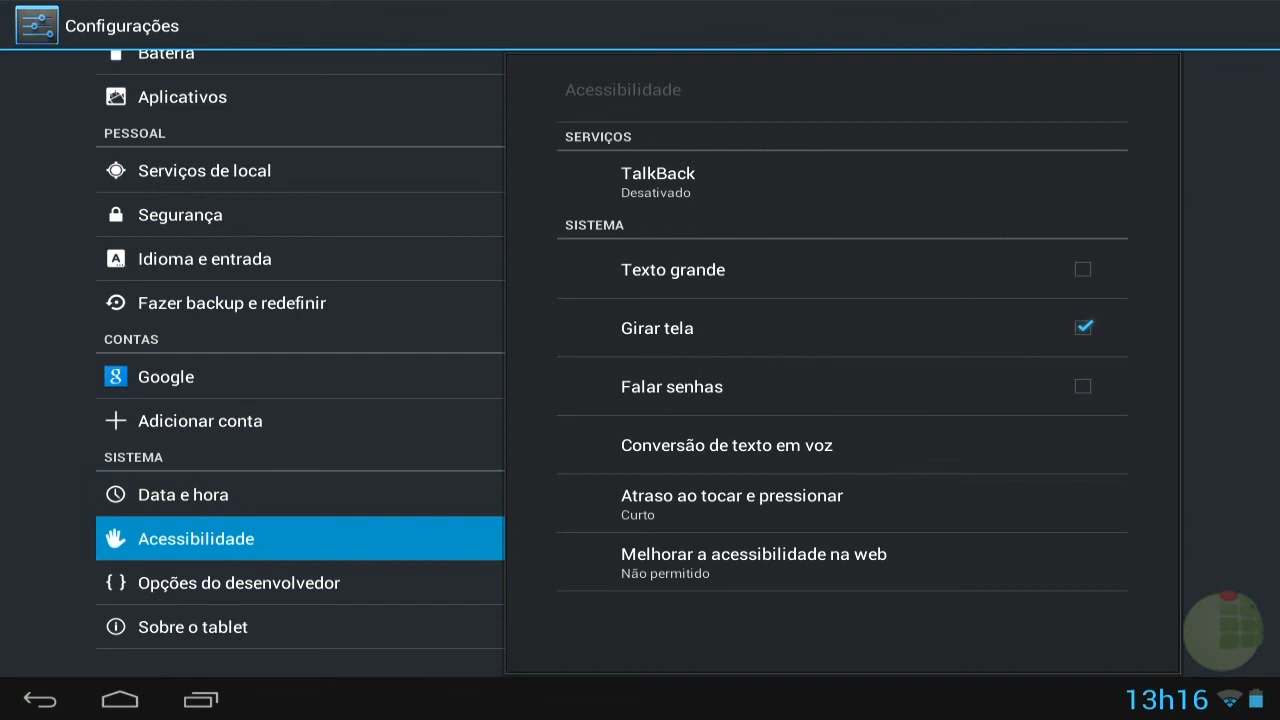 Configurações
Bateria
Aplicativos
PESSOAL
Serviços de local
Segurança
Idioma e entrada
Fazer backup e redefinir
CONTAS
Google
Adicionar conta
SISTEMA
Data e hora
Acessibilidade
Opções do desenvolvedor
Sobre o tablet
Acessibilidade
SERVIÇOS
TalkBack
Desativado
SISTEMA
Texto grande
Girar tela
Falar senhas
Conversão de texto em voz
Atraso ao tocar e pressionar
Curto
Melhorar a acessibilidade na web
Não permitido
13h16